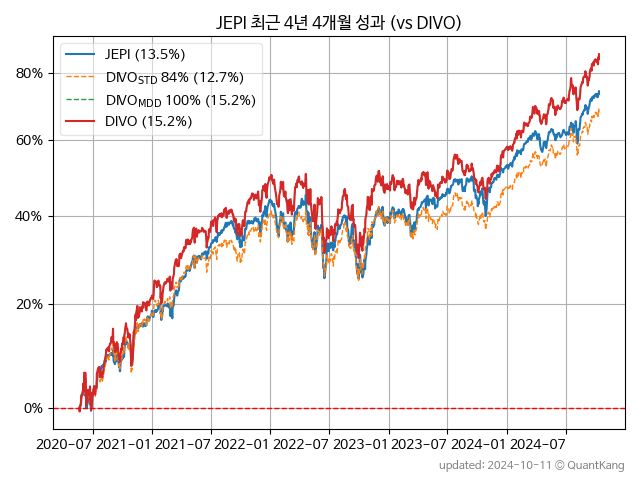 JEPI 최근 4년 4개월 성과 (vs DIVO)
JEPI (13.5%)
DIVO_STD 84% (12.7%)
DIVO_MDD 100% (15.2%)
DIVO (15.2%)
80%
60%
40%
20%
0%
2020-07 2021-01 2021-07 2022-01 2022-07 2023-01 2023-07 2024-01 2024-07
updated: 2024-10-11 © QuantKang